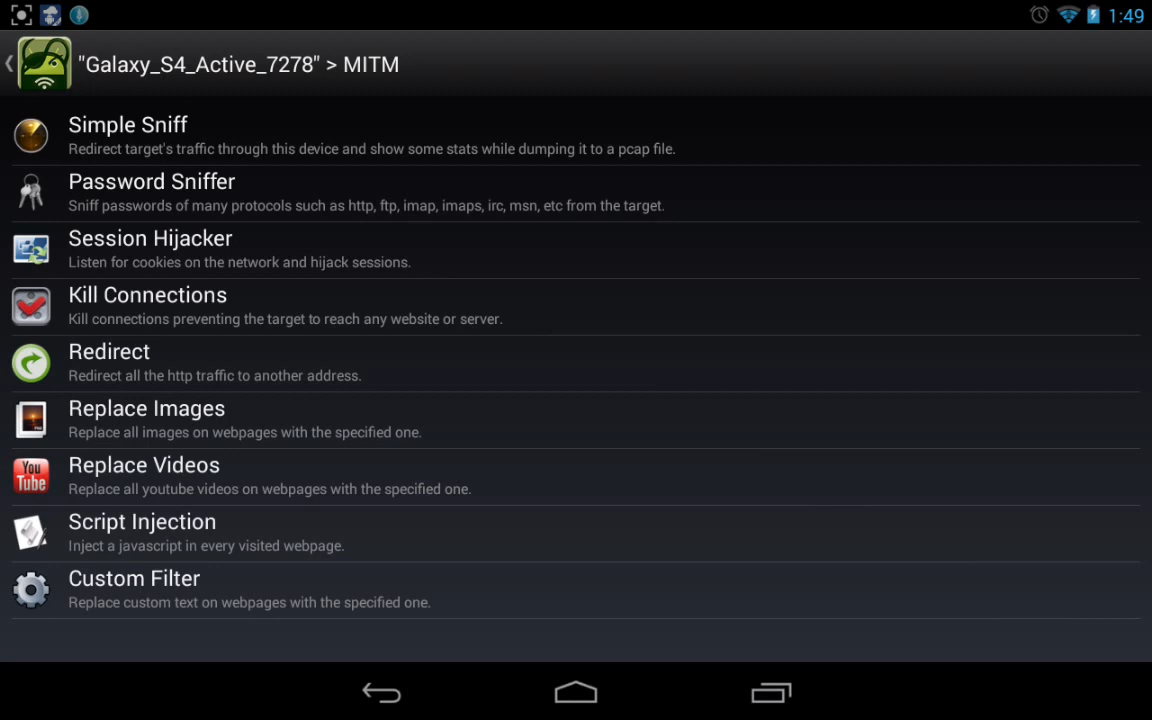 1:49
"Galaxy_S4_Active_7278" > MITM
Simple Sniff
Redirect target's traffic through this device and show some stats while dumping it to a pcap file.
Password Sniffer
Sniff passwords of many protocols such as http, ftp, imap, imaps, irc, msn, etc from the target.
Session Hijacker
Listen for cookies on the network and hijack sessions.
Kill Connections
Kill connections preventing the target to reach any website or server.
Redirect
Redirect all the http traffic to another address.
Replace Images
Replace all images on webpages with the specified one.
You
Tube
Replace Videos
Replace all youtube videos on webpages with the specified one.
Script Injection
Inject a javascript in every visited webpage.
Custom Filter
Replace custom text on webpages with the specified one.